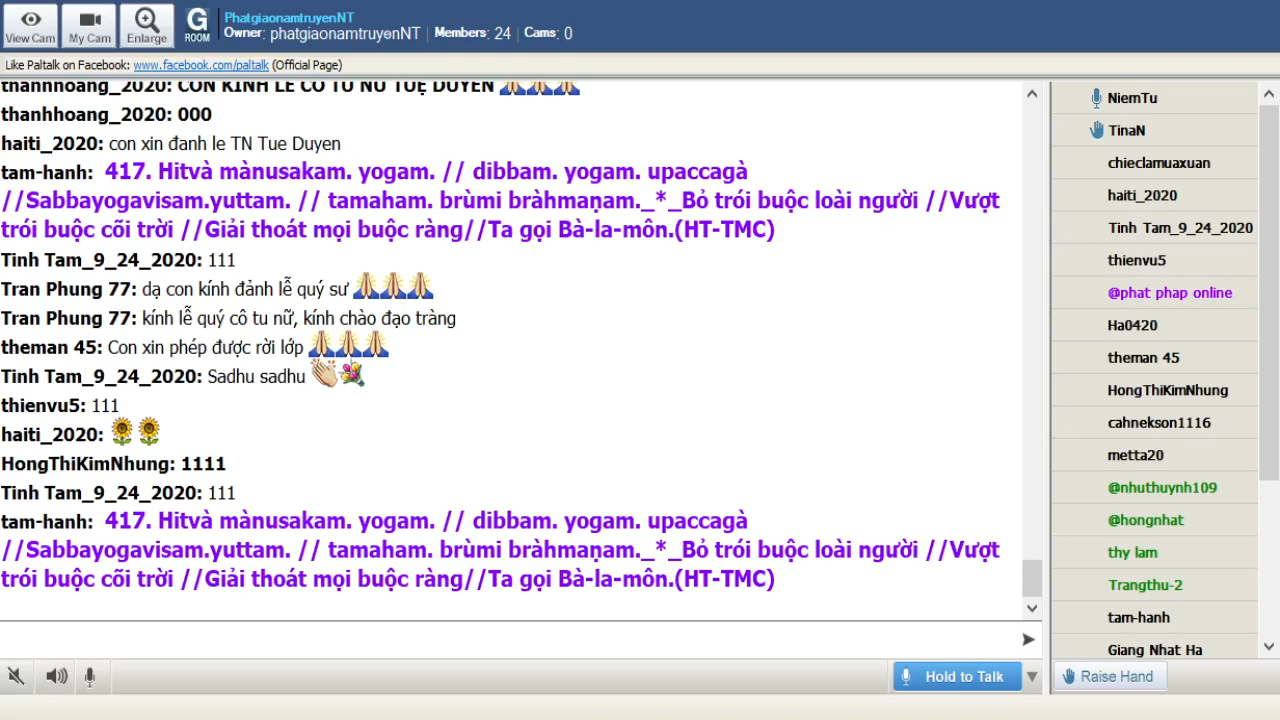 View Cam
My Cam
Enlarge
G
ROOM
PhatgiaonamtruyenNT
Owner: phatgiaonamtruyenNT | Members: 24 | Cams: 0
Like Paltalk on Facebook: www.facebook.com/paltalk (Official Page)
thanhhoang_2020: CON KÍNH LỄ CÔ TU NỮ TUỆ DUYÊN
thanhhoang_2020: 000
haiti_2020: con xin đanh le TN Tue Duyen
tam-hanh: 417. Hitvà mànusakam. yogam. // dibbam. yogam. upaccagà
//Sabbayogavisam.yuttam. // tamaham. brùmi bràhmaṇam._*_Bỏ trói buộc loài người //Vượt
trói buộc cõi trời //Giải thoát mọi buộc ràng//Ta gọi Bà-la-môn.(HT-TMC)
Tinh Tam_9_24_2020: 111
Tran Phung 77: dạ con kính đảnh lễ quý sư
Tran Phung 77: kính lễ quý cô tu nữ, kính chào đạo tràng
theman 45: Con xin phép được rời lớp
Tinh Tam_9_24_2020: Sadhu sadhu
thienvu5: 111
haiti_2020:
HongThiKimNhung: 1111
Tinh Tam_9_24_2020: 111
tam-hanh: 417. Hitvà mànusakam. yogam. // dibbam. yogam. upaccagà
//Sabbayogavisam.yuttam. // tamaham. brùmi bràhmaṇam._*_Bỏ trói buộc loài người //Vượt
trói buộc cõi trời //Giải thoát mọi buộc ràng//Ta gọi Bà-la-môn.(HT-TMC)
Hold to Talk
NiemTu
TinaN
chieclamuaxuan
haiti_2020
Tinh Tam_9_24_2020
thienvu5
@phat phap online
Ha0420
theman 45
HongThiKimNhung
cahnekson1116
metta20
@nhuthuynh109
@hongnhat
thy lam
Trangthu-2
tam-hanh
Giang Nhat Ha
Raise Hand